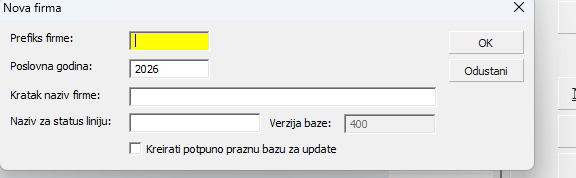 Nova firma
Prefiks firme:
OK
Poslovna godina: 2026
Odustani
Kratak naziv firme:
Naziv za status liniju: Verzija baze: 400
Kreirati potpuno praznu bazu za update